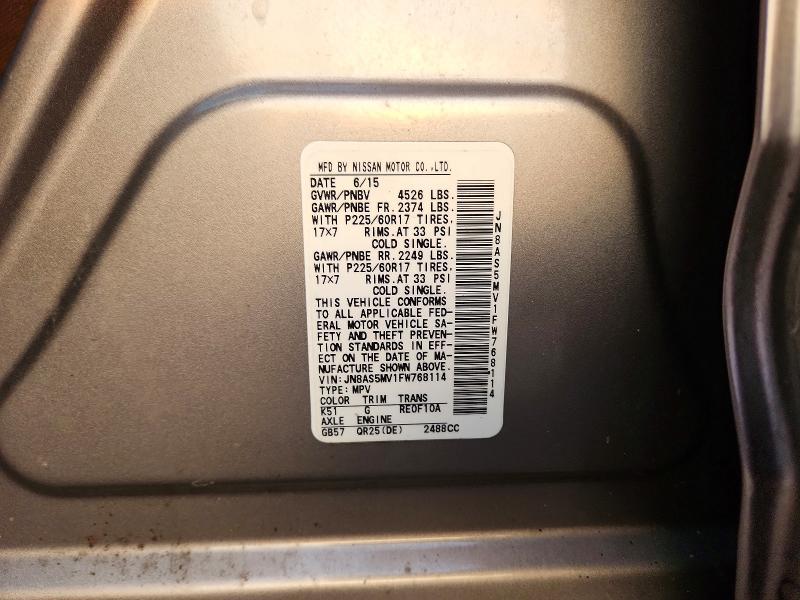 MFD BY NISSAN MOTOR CO.,LTD.
DATE 6/15
GVWR/PNBV 4526 LBS.
GAWR/PNBE FR. 2374 LBS.
WITH P225/60R17 TIRES,
17×7 RIMS.AT 33 PSI
COLD SINGLE.
GAWR/PNBE RR. 2249 LBS.
WITH P225/60R17 TIRES,
17×7 RIMS.AT 33 PSI
COLD SINGLE.
THIS VEHICLE CONFORMS
TO ALL APPLICABLE FED-
ERAL MOTOR VEHICLE SA-
FETY AND THEFT PREVEN-
TION STANDARDS IN EFF-
ECT ON THE DATE OF MA-
NUFACTURE SHOWN ABOVE.
VIN: JN8AS5MV1FW768114
TYPE: MPV
COLOR TRIM TRANS
K51 G RE0F10A
AXLE ENGINE
GB57 QR25(DE) 2488CC
JN8AS5MV1FW768114